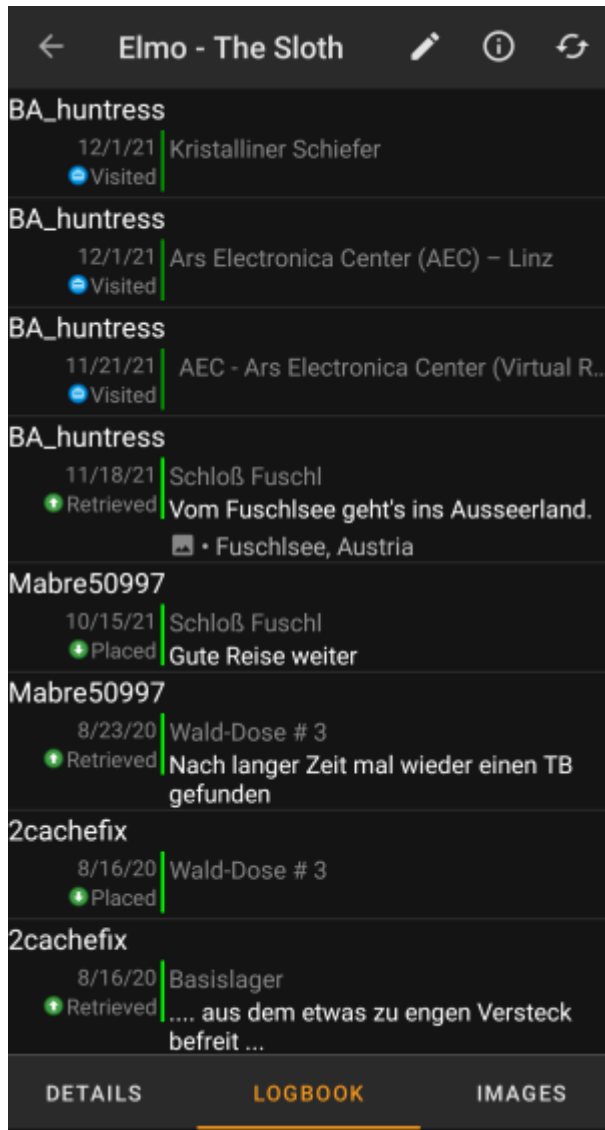 Elmo - The Sloth
BA_huntress
12/1/21 Kristalliner Schiefer
Visited
BA_huntress
12/1/21 Ars Electronica Center (AEC) – Linz
Visited
BA_huntress
11/21/21 AEC - Ars Electronica Center (Virtual R...
Visited
BA_huntress
11/18/21 Schloß Fuschl
Retrieved Vom Fuschlsee geht's ins Ausseerland.
• Fuschlsee, Austria
Mabre50997
10/15/21 Schloß Fuschl
Placed Gute Reise weiter
Mabre50997
8/23/20 Wald-Dose # 3
Retrieved Nach langer Zeit mal wieder einen TB
gefunden
2cachefix
8/16/20 Wald-Dose # 3
Placed
2cachefix
8/16/20 Basislager
Retrieved .... aus dem etwas zu engen Versteck
befreit ...
DETAILS LOGBOOK IMAGES